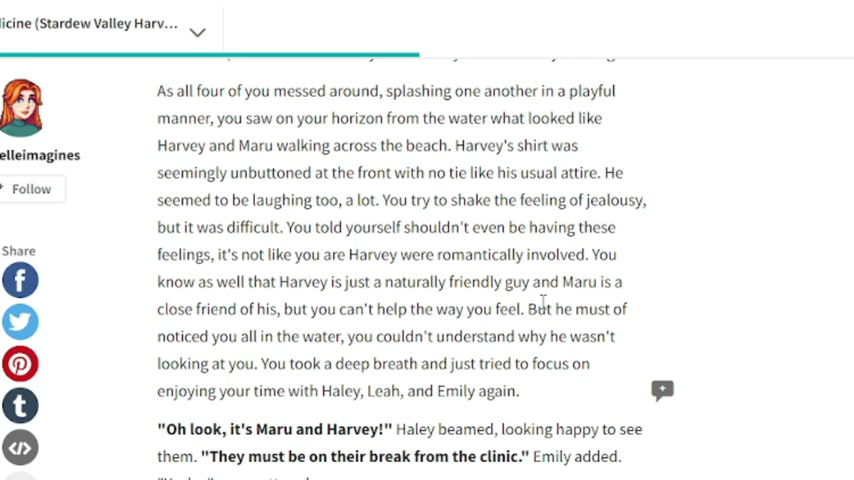 dicine (Stardew Valley Harv...
As all four of you messed around, splashing one another in a playful
manner, you saw on your horizon from the water what looked like
Harvey and Maru walking across the beach. Harvey's shirt was
seemingly unbuttoned at the front with no tie like his usual attire. He
seemed to be laughing too, a lot. You try to shake the feeling of jealousy,
but it was difficult. You told yourself shouldn't even be having these
feelings, it's not like you are Harvey were romantically involved. You
know as well that Harvey is just a naturally friendly guy and Maru is a
close friend of his, but you can't help the way you feel. But he must of
noticed you all in the water, you couldn't understand why he wasn't
looking at you. You took a deep breath and just tried to focus on
enjoying your time with Haley, Leah, and Emily again.
"Oh look, it's Maru and Harvey!" Haley beamed, looking happy to see
them. "They must be on their break from the clinic." Emily added.
elleimagines
Follow
Share